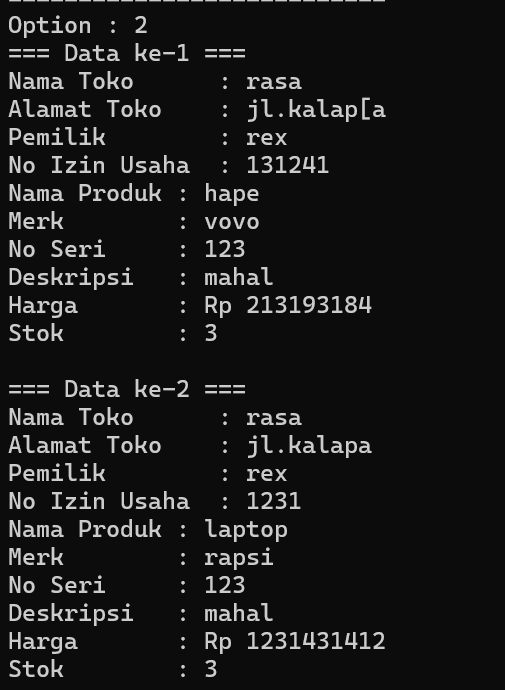 Option : 2
=== Data ke-1 ===
Nama Toko      : rasa
Alamat Toko    : jl.kalap[a
Pemilik        : rex
No Izin Usaha  : 131241
Nama Produk : hape
Merk        : vovo
No Seri     : 123
Deskripsi   : mahal
Harga       : Rp 213193184
Stok        : 3

=== Data ke-2 ===
Nama Toko      : rasa
Alamat Toko    : jl.kalapa
Pemilik        : rex
No Izin Usaha  : 1231
Nama Produk : laptop
Merk        : rapsi
No Seri     : 123
Deskripsi   : mahal
Harga       : Rp 1231431412
Stok        : 3